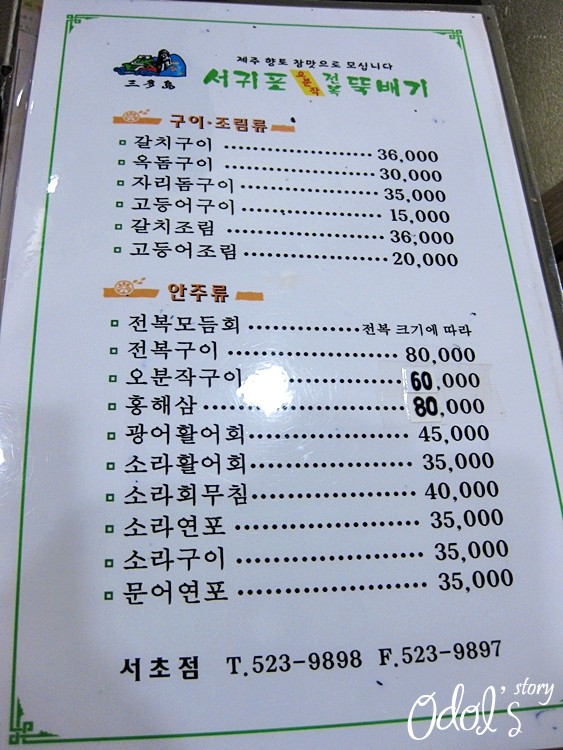 제주 향토 참맛으로 모십니다
三多島 서귀포 오분작 전복 뚝배기
구이·조림류
갈치구이 36,000
옥돔구이 30,000
자리돔구이 35,000
고등어구이 15,000
갈치조림 36,000
고등어조림 20,000
안주류
전복모듬회 전복 크기에 따라
전복구이 80,000
오분작구이 60,000
홍해삼 80,000
광어활어회 45,000
소라활어회 35,000
소라회무침 40,000
소라연포 35,000
소라구이 35,000
문어연포 35,000
서초점 T.523-9898 F.523-9897
Odol's story